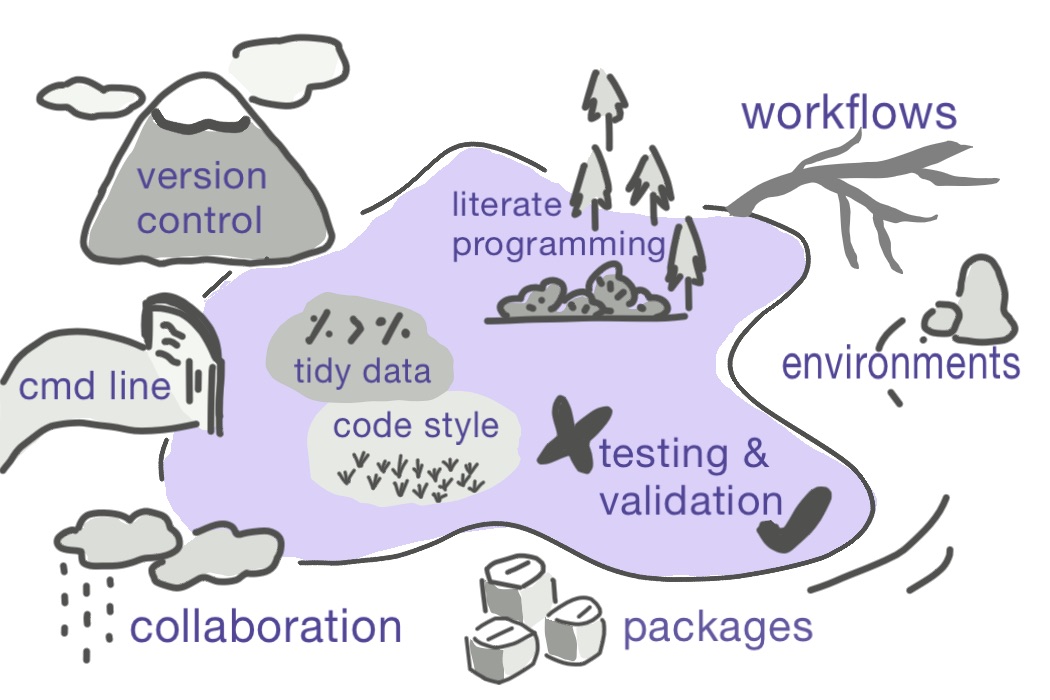 workflows
version
control
literate
programming
% > %
tidy data
environments
cmd line
code style
testing &
validation
collaboration
packages